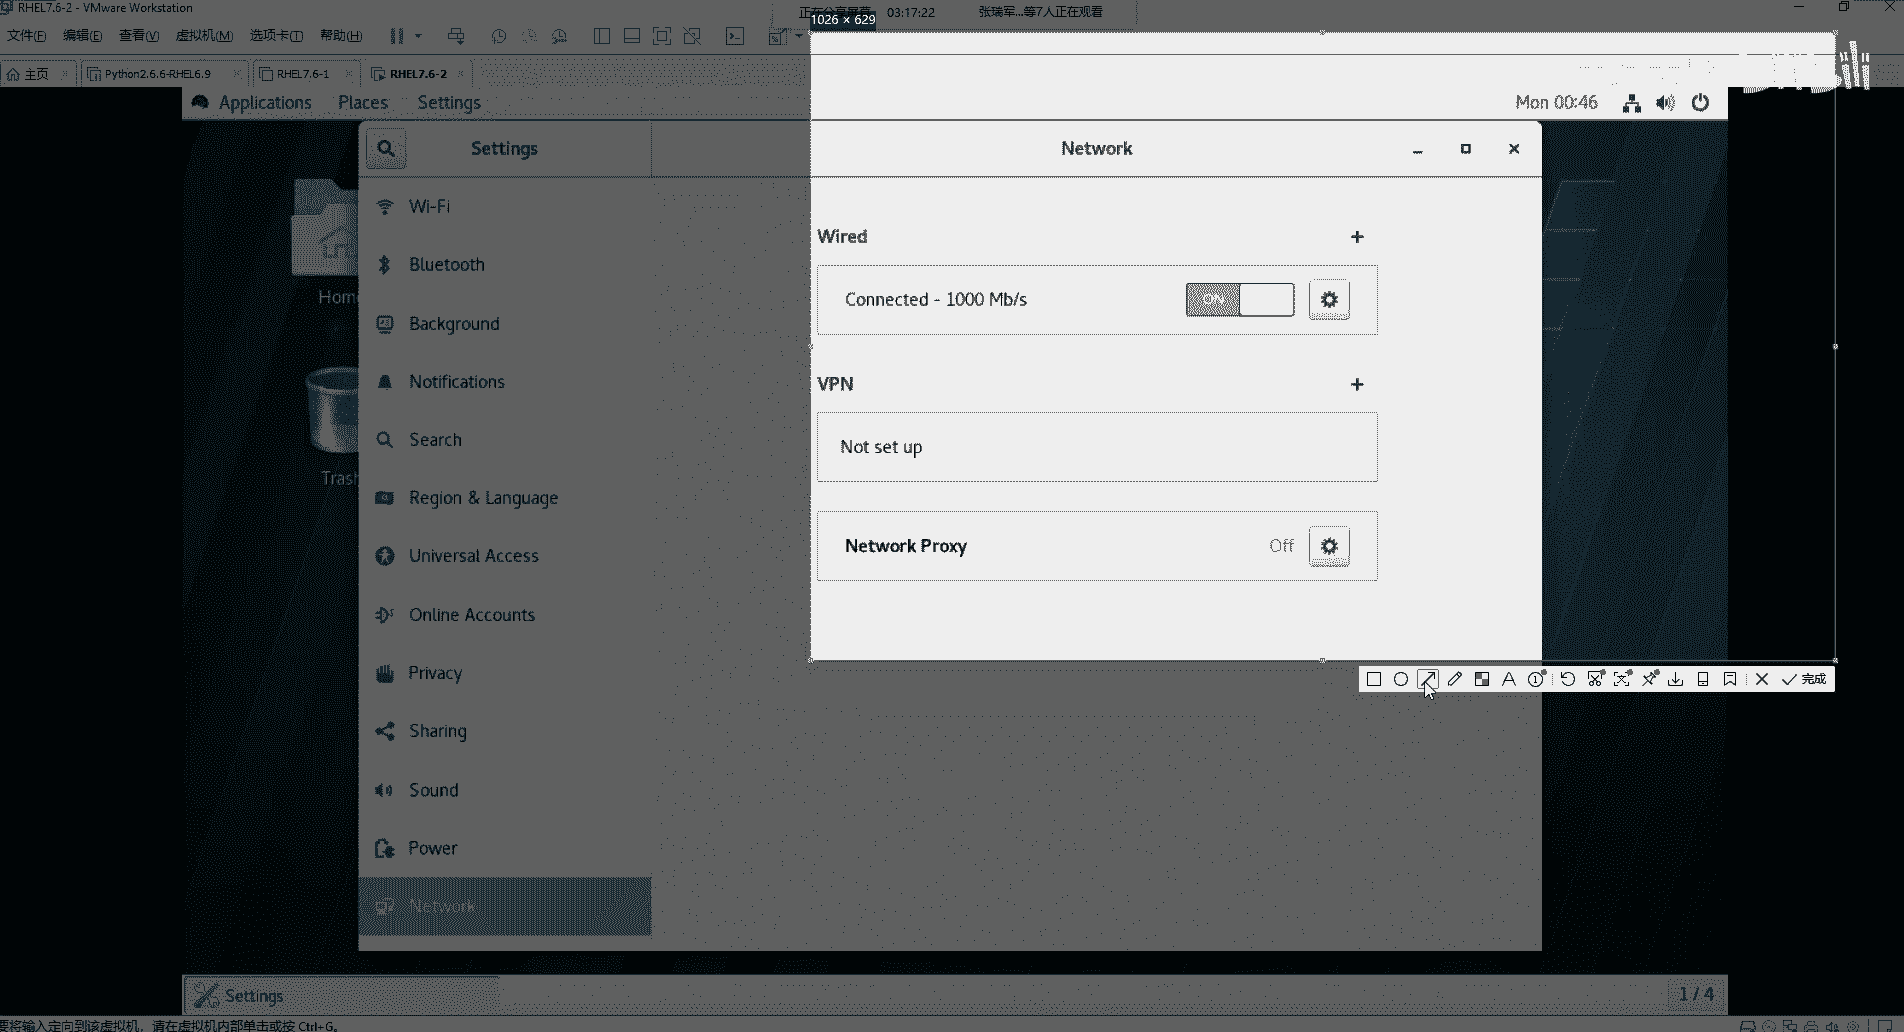 RHEL7.6-2 - VMware Workstation
正在分享屏幕 03:17:22 张瑞军...等7人正在观看
1026 × 629
文件(F) 编辑(E) 查看(V) 虚拟机(M) 选项卡(T) 帮助(H)
主页 Python2.6.6-RHEL6.9 RHEL7.6-1 RHEL7.6-2
Applications Places Settings Mon 00:46
Settings Network
Home
Trash
Wi-Fi
Bluetooth
Background
Notifications
Search
Region & Language
Universal Access
Online Accounts
Privacy
Sharing
Sound
Power
Network
Wired
Connected - 1000 Mb/s ON
VPN
Not set up
Network Proxy Off
完成
Settings 1 / 4
要将输入定向到该虚拟机，请在虚拟机内部单击或按 Ctrl+G。